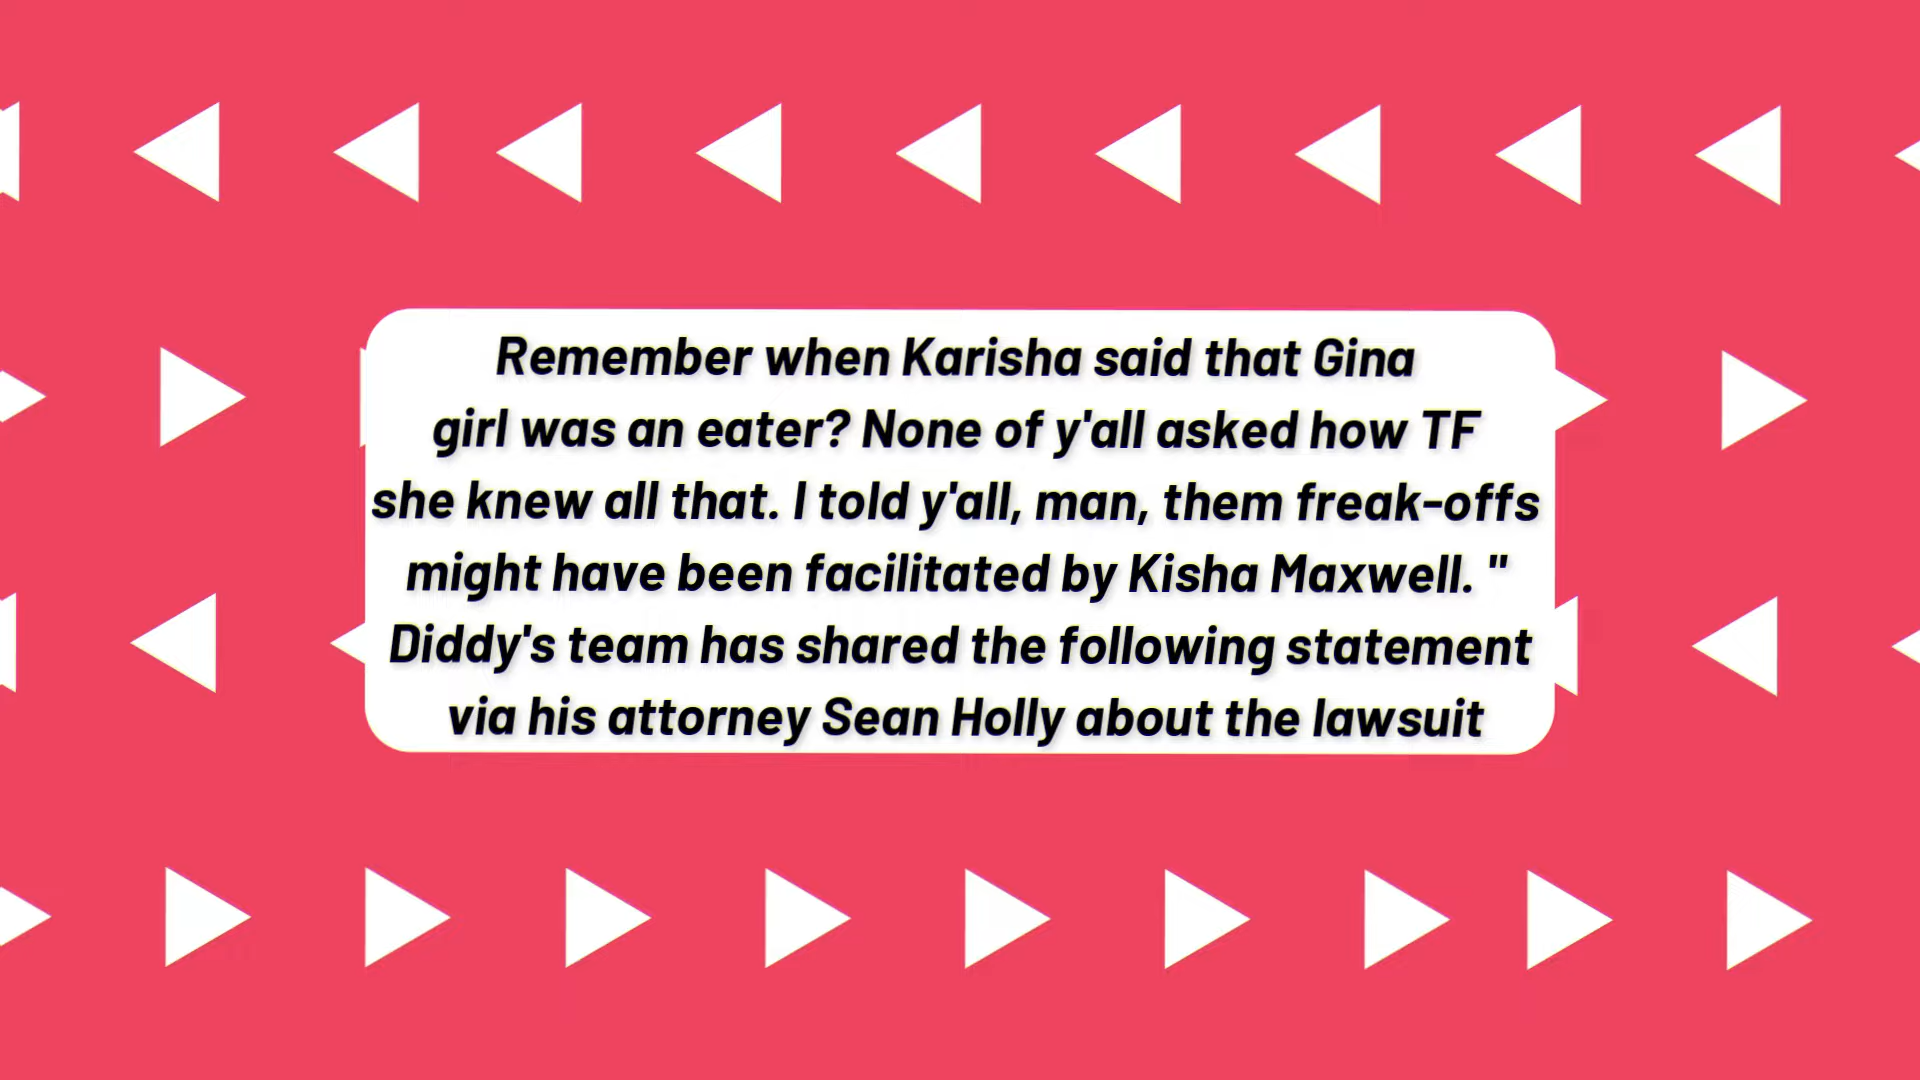 Remember when Karisha said that Gina
girl was an eater? None of y'all asked how TF
she knew all that. I told y'all, man, them freak-offs
might have been facilitated by Kisha Maxwell. "
Diddy's team has shared the following statement
via his attorney Sean Holly about the lawsuit